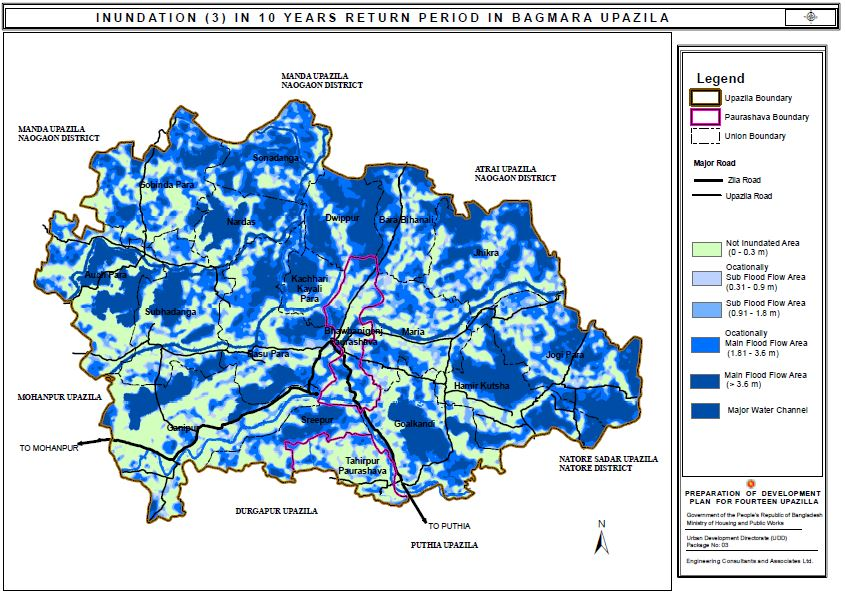 INUNDATION (3) IN 10 YEARS RETURN PERIOD IN BAGMARA UPAZILA
MANDA UPAZILA
NAOGAON DISTRICT
MANDA UPAZILA
NAOGAON DISTRICT
ATRAI UPAZILA
NAOGAON DISTRICT
Sonadanga
Gobinda Para
Nardas
Dwippur
Bara Bihanali
Jhikra
Auch Para
Kachhari
Kayali
Para
Subhadanga
Bhawhaniganj
Paurashava
Maria
Basu Para
Jogi Para
Hamir Kutsha
MOHANPUR UPAZILA
Ganipur
Sreepur
Goalkandi
TO MOHANPUR
Tahirpur
Paurashava
NATORE SADAR UPAZILA
NATORE DISTRICT
DURGAPUR UPAZILA
TO PUTHIA
PUTHIA UPAZILA
N
Legend
Upazila Boundary
Paurashava Boundary
Union Boundary
Major Road
Zila Road
Upazila Road
Not Inundated Area
(0 - 0.3 m)
Ocationally
Sub Flood Flow Area
(0.31 - 0.9 m)
Sub Flood Flow Area
(0.91 - 1.8 m)
Ocationally
Main Flood Flow Area
(1.81 - 3.6 m)
Main Flood Flow Area
(> 3.6 m)
Major Water Channel
PREPARATION OF DEVELOPMENT
PLAN FOR FOURTEEN UPAZILLA
Government of the People's Republic of Bangladesh
Ministry of Housing and Public Works
Urban Development Directorate (UDD)
Package No: 03
Engineering Consultants and Associates Ltd.